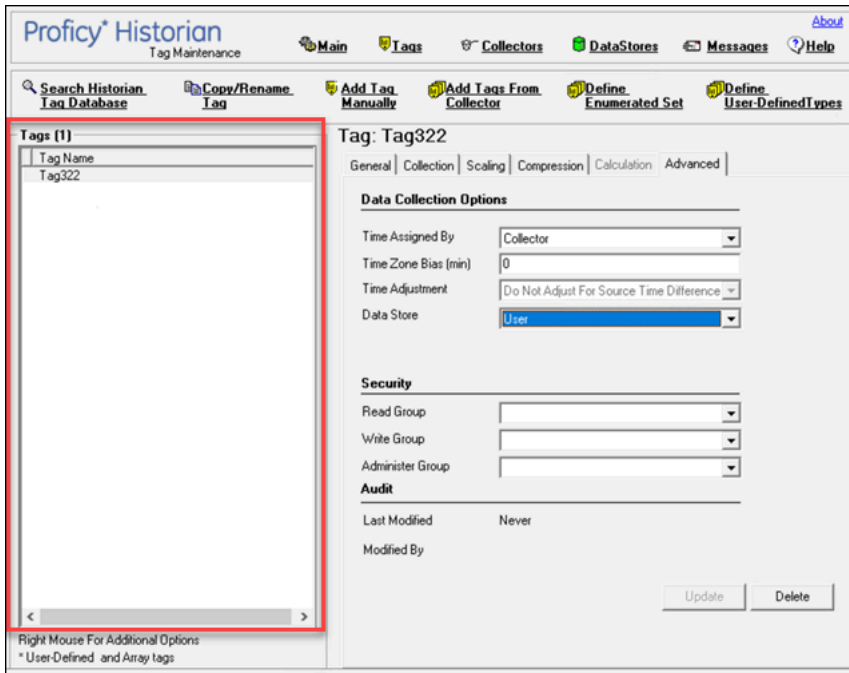 Proficy* Historian
Tag Maintenance
About
Main Tags Collectors DataStores Messages Help
Search Historian Tag Database
Copy/Rename Tag
Add Tag Manually
Add Tags From Collector
Define Enumerated Set
Define User-DefinedTypes
Tags (1)
Tag Name
Tag322
Right Mouse For Additional Options
* User-Defined and Array tags
Tag: Tag322
General Collection Scaling Compression Calculation Advanced
Data Collection Options
Time Assigned By Collector
Time Zone Bias (min) 0
Time Adjustment Do Not Adjust For Source Time Difference
Data Store User
Security
Read Group
Write Group
Administer Group
Audit
Last Modified Never
Modified By
Update Delete